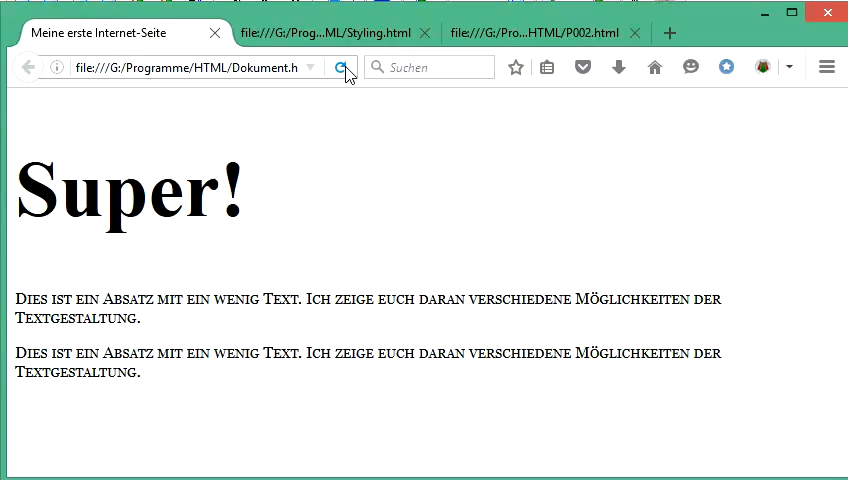 Meine erste Internet-Seite
file:///G:/Prog...ML/Styling.html
file:///G:/Pro...HTML/P002.html
file:///G:/Programme/HTML/Dokument.h
Suchen
Super!
Dies ist ein Absatz mit ein wenig Text. Ich zeige euch daran verschiedene Möglichkeiten der
Textgestaltung.
Dies ist ein Absatz mit ein wenig Text. Ich zeige euch daran verschiedene Möglichkeiten der
Textgestaltung.